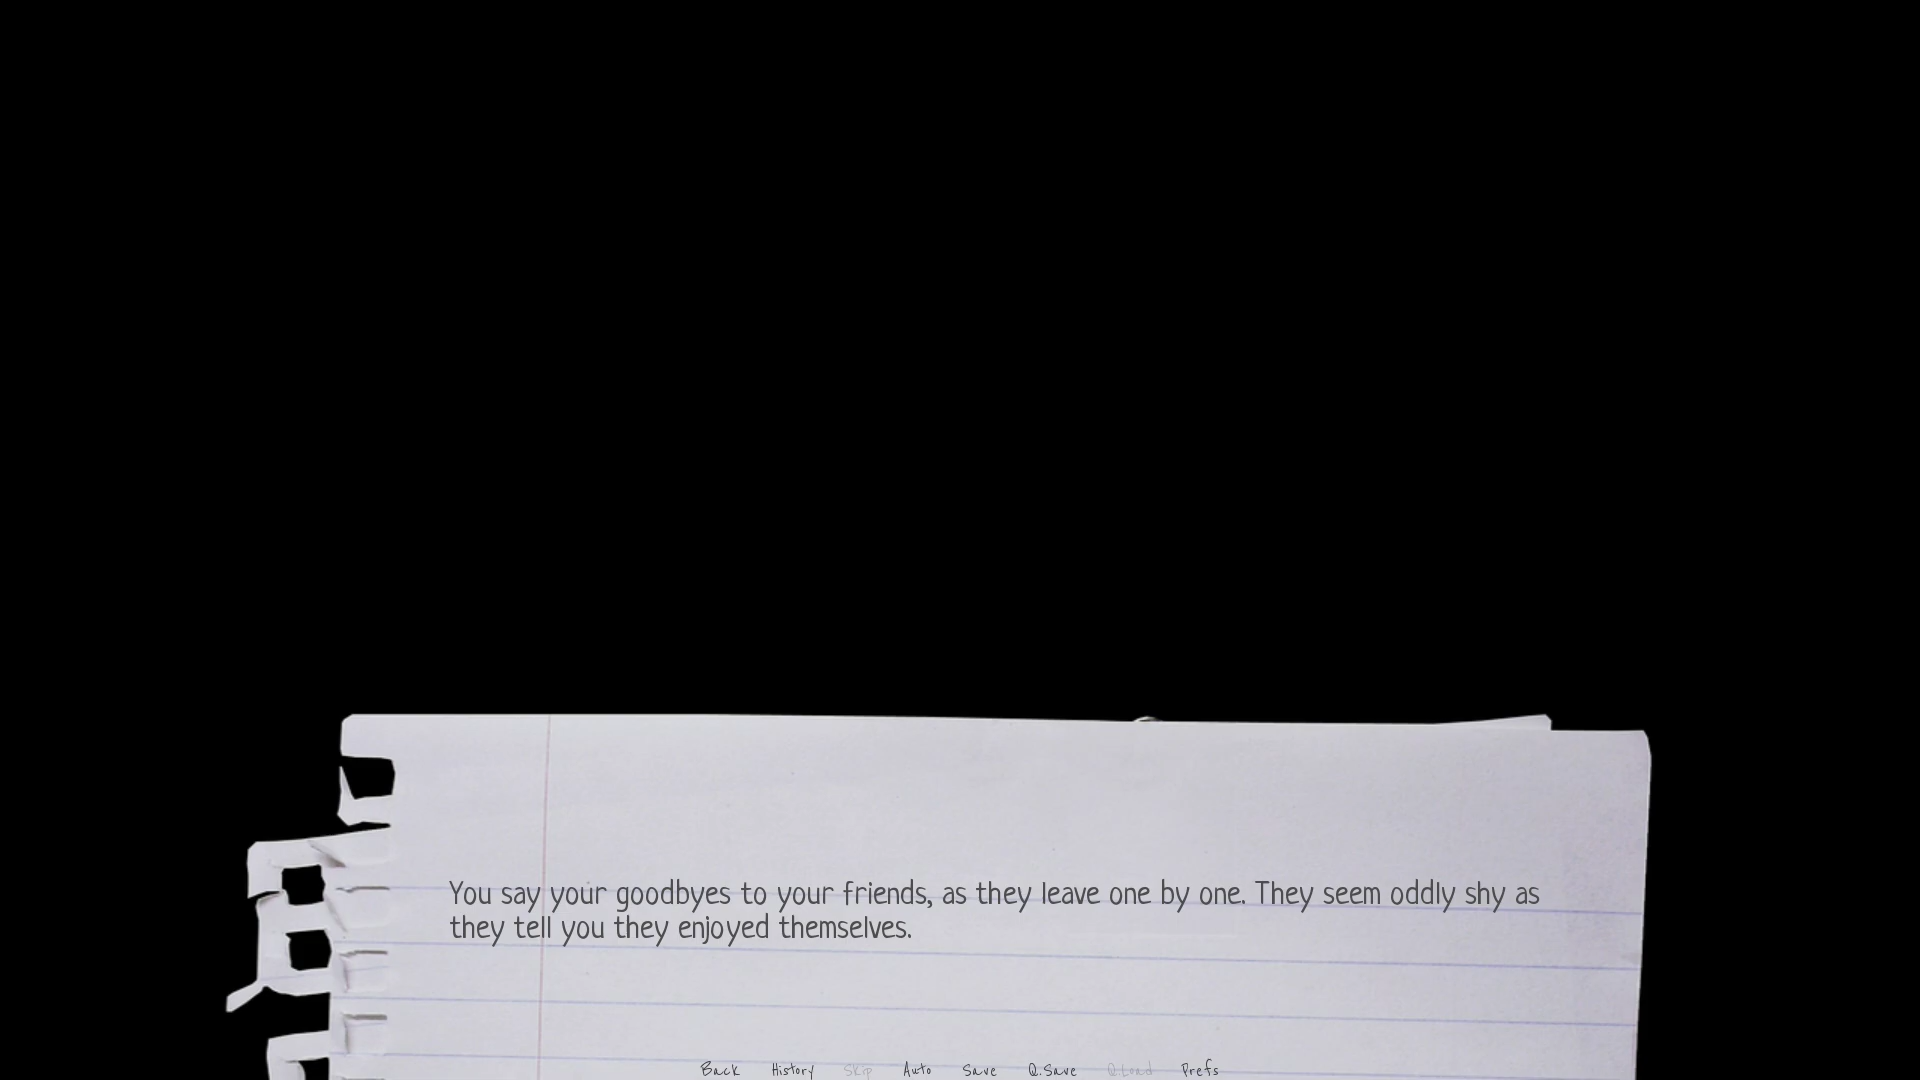 You say your goodbyes to your friends, as they leave one by one. They seem oddly shy as
they tell you they enjoyed themselves.
Back History Skip Auto Save Q.Save Q.Load Prefs